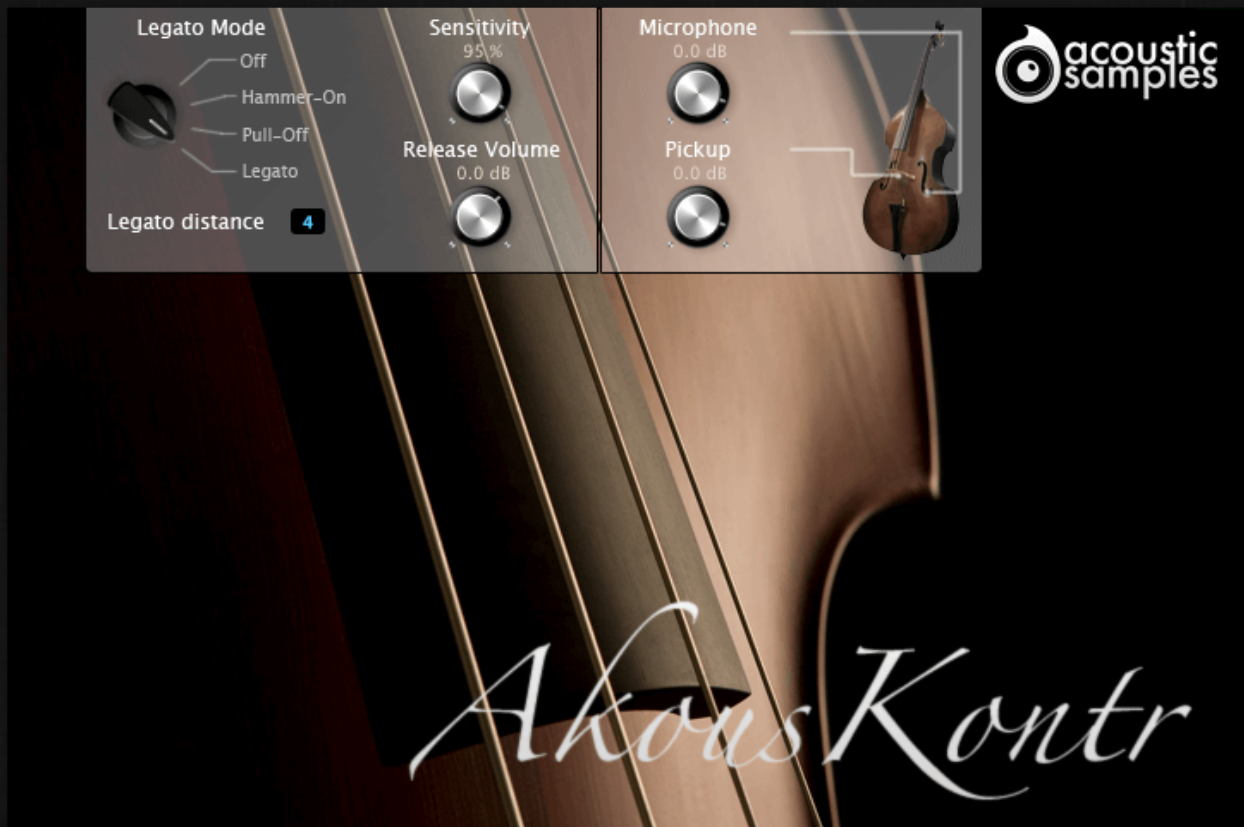 Legato Mode
Off
Hammer-On
Pull-Off
Legato
Legato distance 4
Sensitivity
95 %
Release Volume
0.0 dB
Microphone
0.0 dB
Pickup
0.0 dB
acoustic
samples
AkousKontr